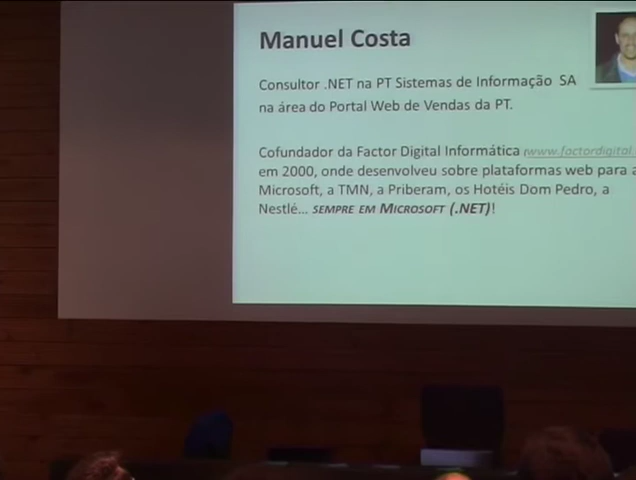 Manuel Costa
Consultor .NET na PT Sistemas de Informação SA
na área do Portal Web de Vendas da PT.
Cofundador da Factor Digital Informática (www.factordigital.
em 2000, onde desenvolveu sobre plataformas web para a
Microsoft, a TMN, a Priberam, os Hotéis Dom Pedro, a
Nestlé... SEMPRE EM MICROSOFT (.NET)!